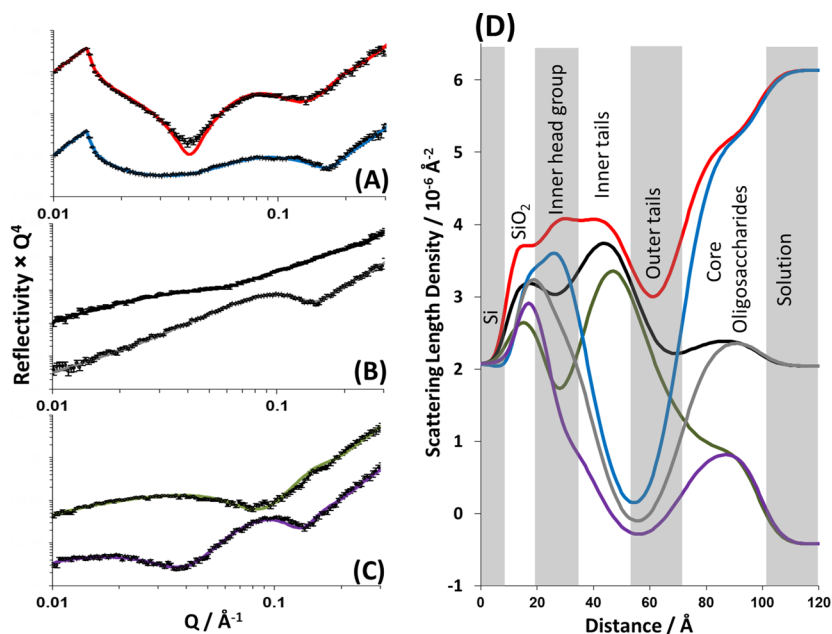 (A)
0.01
0.1
(B)
0.01
0.1
(C)
0.01
0.1
Reflectivity × Q⁴
Q / Å⁻¹
(D)
6
5
4
3
2
1
0
-1
Scattering Length Density / 10⁻⁶ Å⁻²
Si
SiO₂
Inner head group
Inner tails
Outer tails
Core
Oligosaccharides
Solution
0
20
40
60
80
100
120
Distance / Å